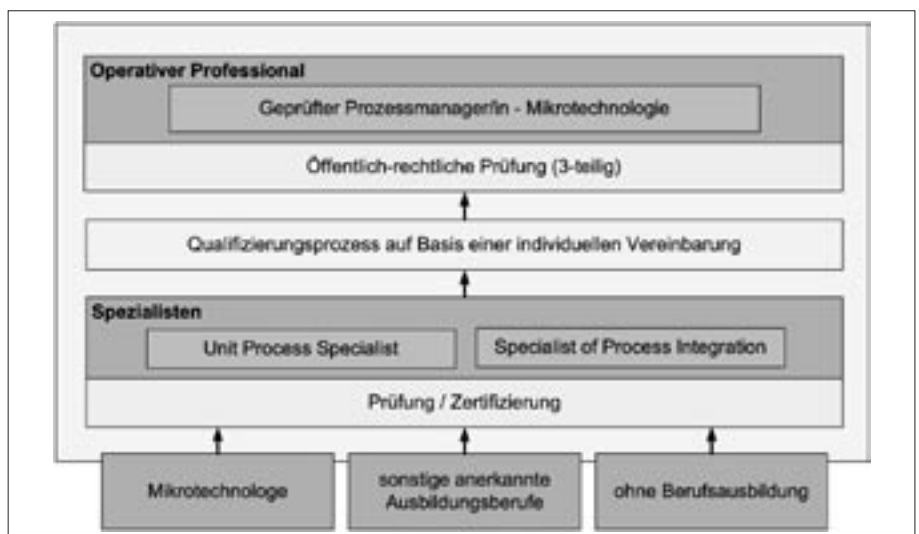 Operativer Professional
Geprüfter Prozessmanager/in - Mikrotechnologie
Öffentlich-rechtliche Prüfung (3-teilig)
Qualifizierungsprozess auf Basis einer individuellen Vereinbarung
Spezialisten
Unit Process Specialist
Specialist of Process Integration
Prüfung / Zertifizierung
Mikrotechnologe
sonstige anerkannte
Ausbildungsberufe
ohne Berufsausbildung